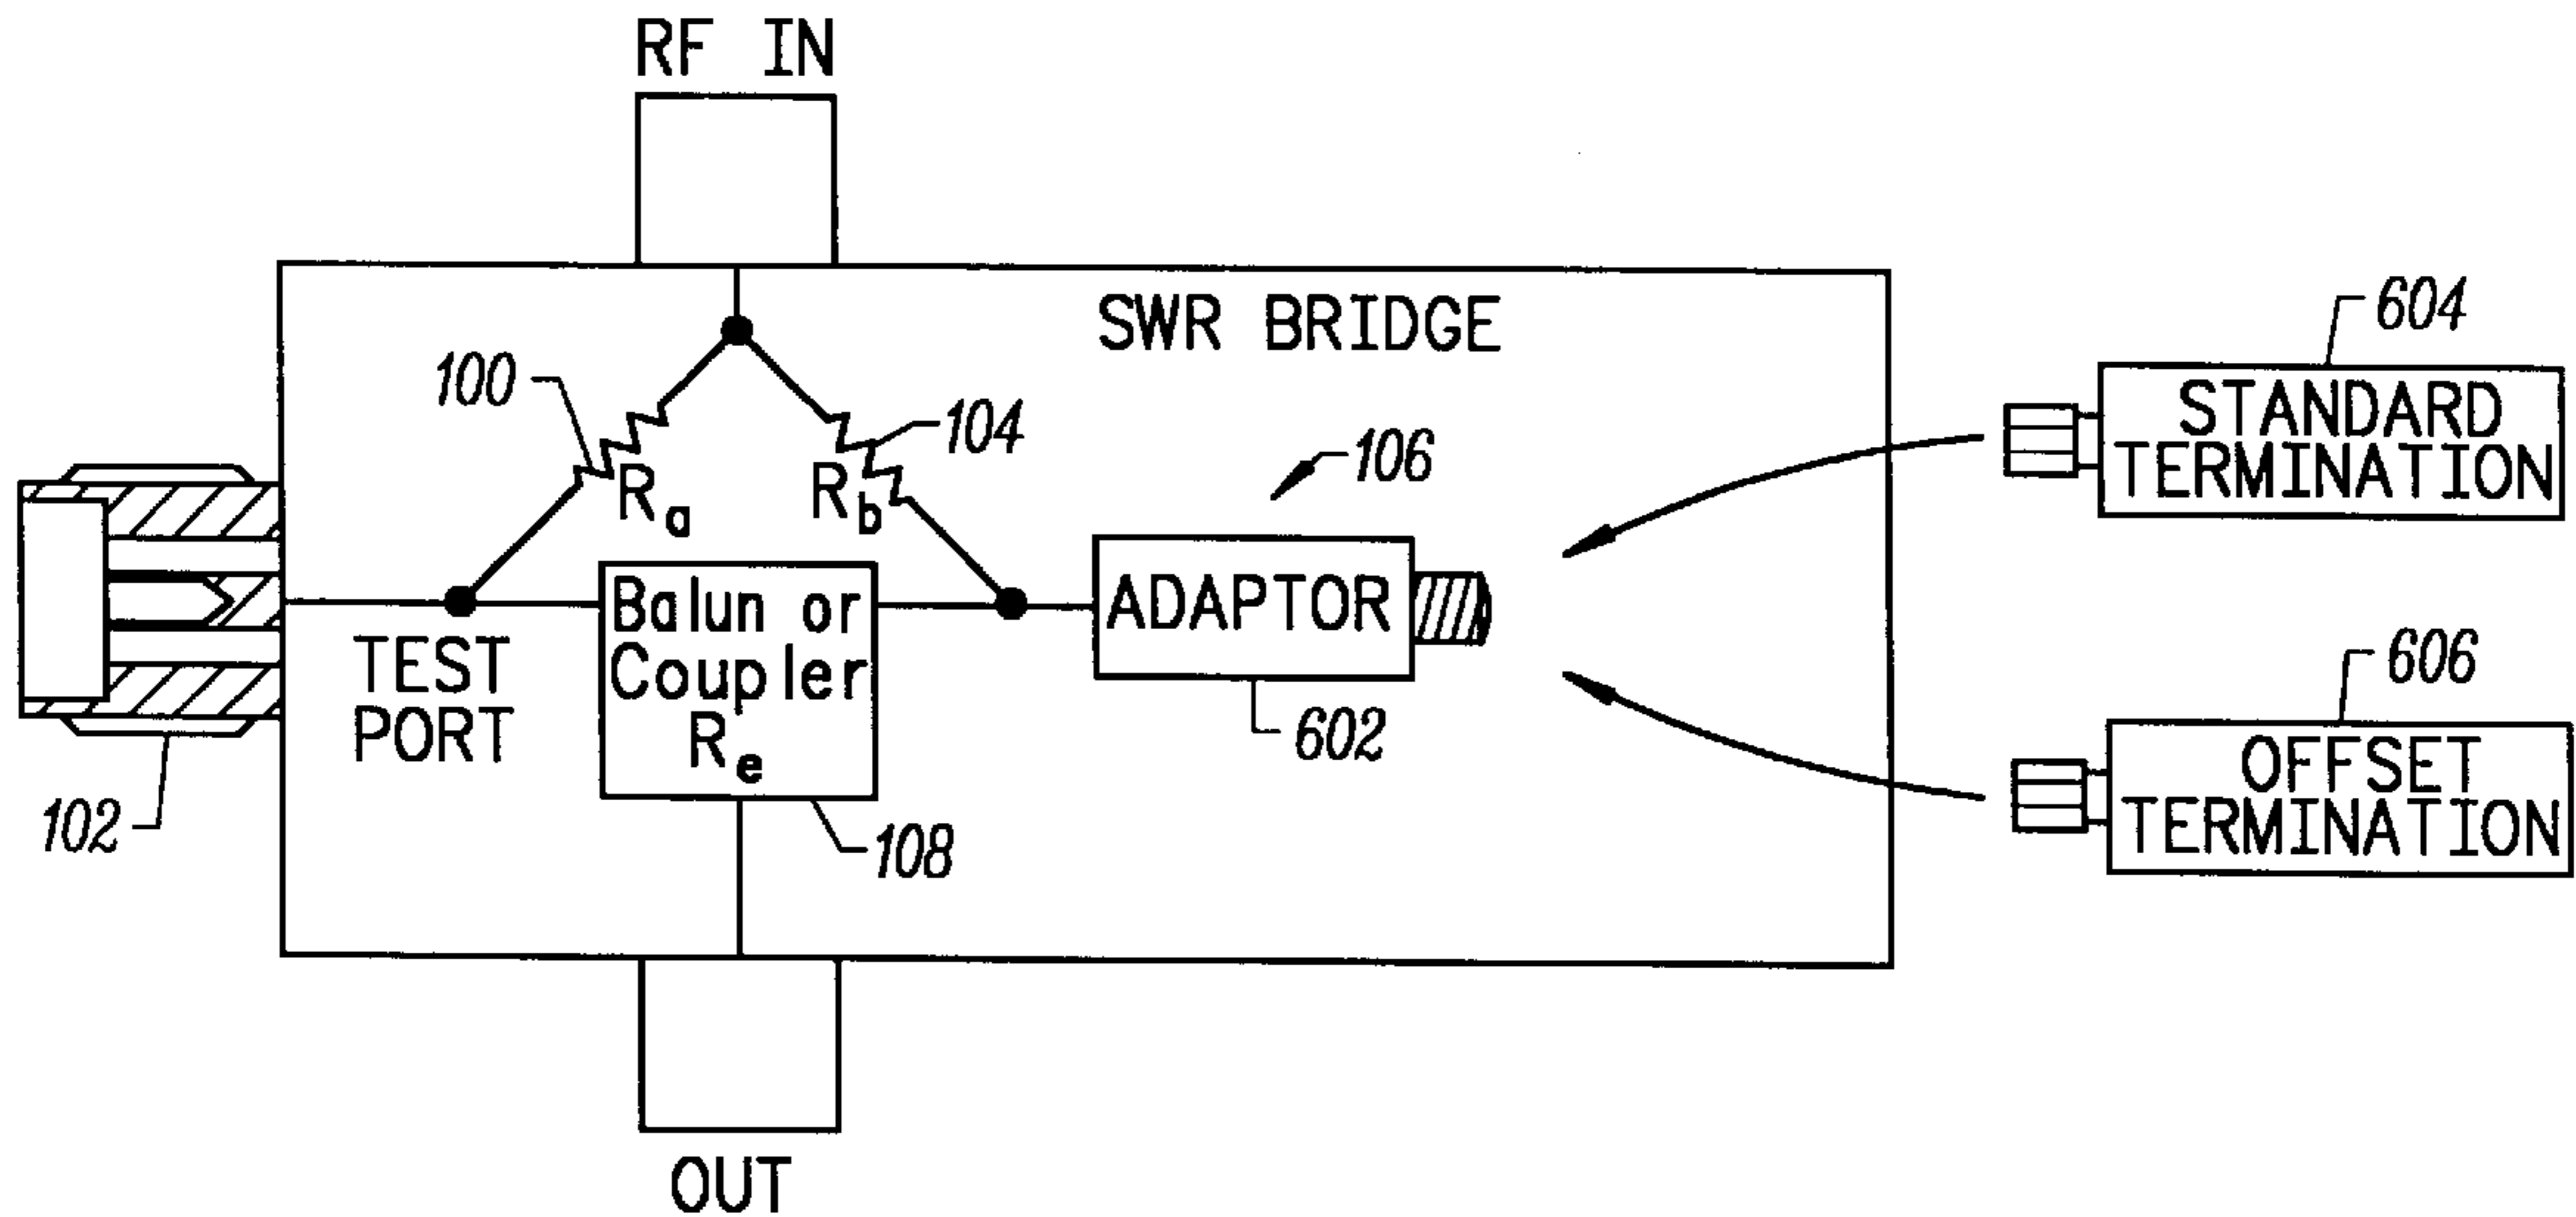 RF IN
SWR BRIDGE
604
STANDARD
TERMINATION
100
104
Ra
Rb
106
ADAPTOR
602
Balun or
Coupler
Re
TEST
PORT
102
108
606
OFFSET
TERMINATION
OUT